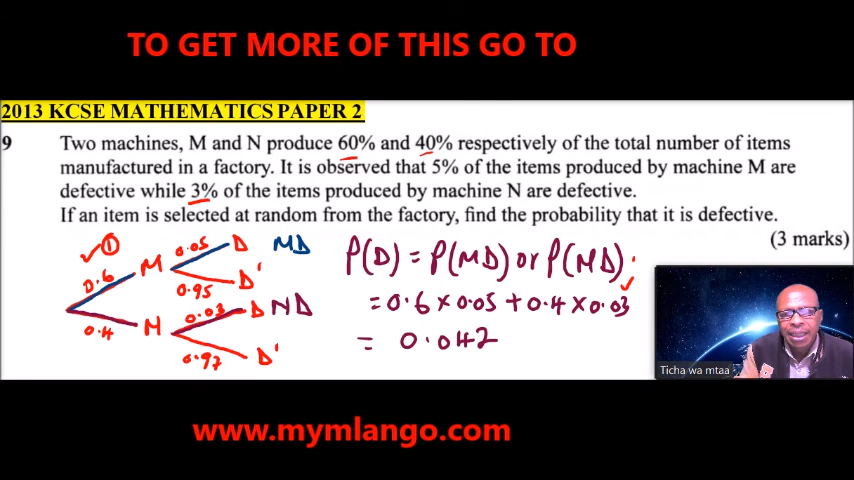 TO GET MORE OF THIS GO TO
2013 KCSE MATHEMATICS PAPER 2
9 Two machines, M and N produce 60% and 40% respectively of the total number of items
manufactured in a factory. It is observed that 5% of the items produced by machine M are
defective while 3% of the items produced by machine N are defective.
If an item is selected at random from the factory, find the probability that it is defective.
(3 marks)
✓① 0.6 M 0.05 D MD
0.95 D'
0.4 N 0.03 D ND
0.97 D'
P(D) = P(MD) or P(ND).
= 0.6 × 0.05 + 0.4 × 0.03 ✓
= 0.042
Ticha wa mtaa
www.mymlango.com